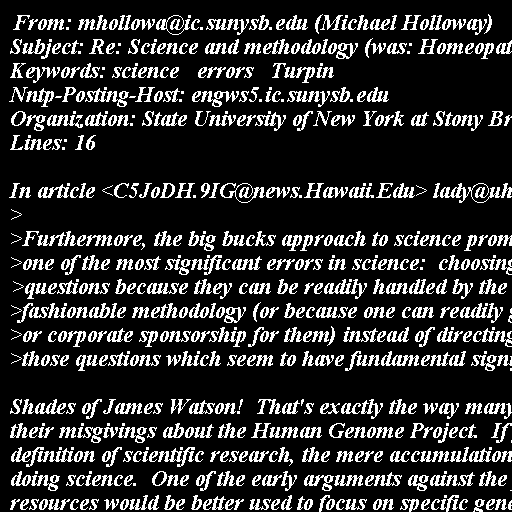 From: mhollowa@ic.sunysb.edu (Michael Holloway)
Subject: Re: Science and methodology (was: Homeopat
Keywords: science errors Turpin
Nntp-Posting-Host: engws5.ic.sunysb.edu
Organization: State University of New York at Stony Br
Lines: 16
In article <C5JoDH.9IG@news.Hawaii.Edu> lady@uh
>
>Furthermore, the big bucks approach to science prom
>one of the most significant errors in science: choosing
>questions because they can be readily handled by the
>fashionable methodology (or because one can readily g
>or corporate sponsorship for them) instead of directing
>those questions which seem to have fundamental signi
Shades of James Watson! That's exactly the way many
their misgivings about the Human Genome Project. If
definition of scientific research, the mere accumulation
doing science. One of the early arguments against the
resources would be better used to focus on specific gene